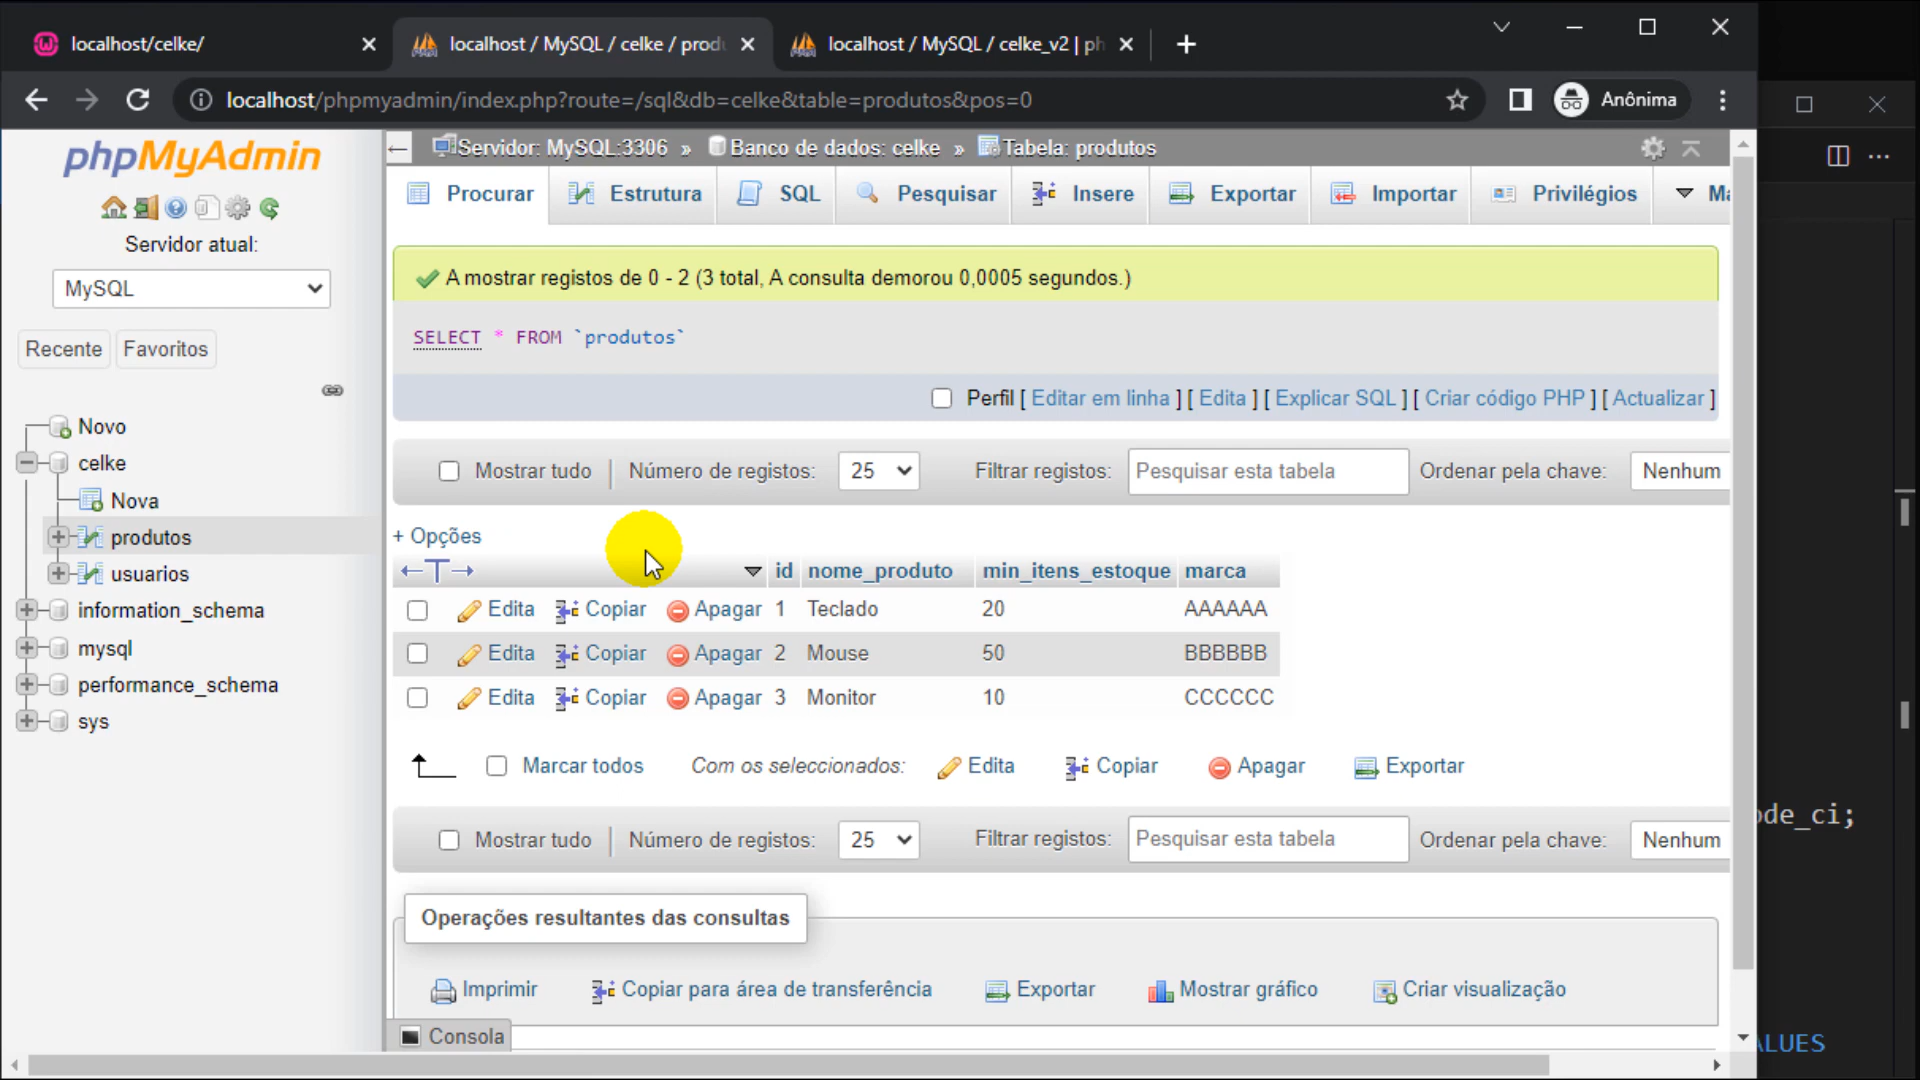 localhost/celke/
localhost / MySQL / celke / prod
localhost / MySQL / celke_v2 | ph
localhost/phpmyadmin/index.php?route=/sql&db=celke&table=produtos&pos=0
Anônima
phpMyAdmin
Servidor atual:
MySQL
Recente
Favoritos
Novo
celke
Nova
produtos
usuarios
information_schema
mysql
performance_schema
sys
Servidor: MySQL:3306 » Banco de dados: celke » Tabela: produtos
Procurar
Estrutura
SQL
Pesquisar
Insere
Exportar
Importar
Privilégios
A mostrar registos de 0 - 2 (3 total, A consulta demorou 0,0005 segundos.)
SELECT * FROM `produtos`
Perfil [ Editar em linha ] [ Edita ] [ Explicar SQL ] [ Criar código PHP ] [ Actualizar ]
Mostrar tudo | Número de registos: 25 Filtrar registos: Pesquisar esta tabela Ordenar pela chave: Nenhum
+ Opções
id nome_produto min_itens_estoque marca
Edita Copiar Apagar 1 Teclado 20 AAAAAA
Edita Copiar Apagar 2 Mouse 50 BBBBBB
Edita Copiar Apagar 3 Monitor 10 CCCCCC
Marcar todos Com os seleccionados: Edita Copiar Apagar Exportar
Mostrar tudo | Número de registos: 25 Filtrar registos: Pesquisar esta tabela Ordenar pela chave: Nenhum
Operações resultantes das consultas
Imprimir Copiar para área de transferência Exportar Mostrar gráfico Criar visualização
Consola
ode_ci;
ALUES